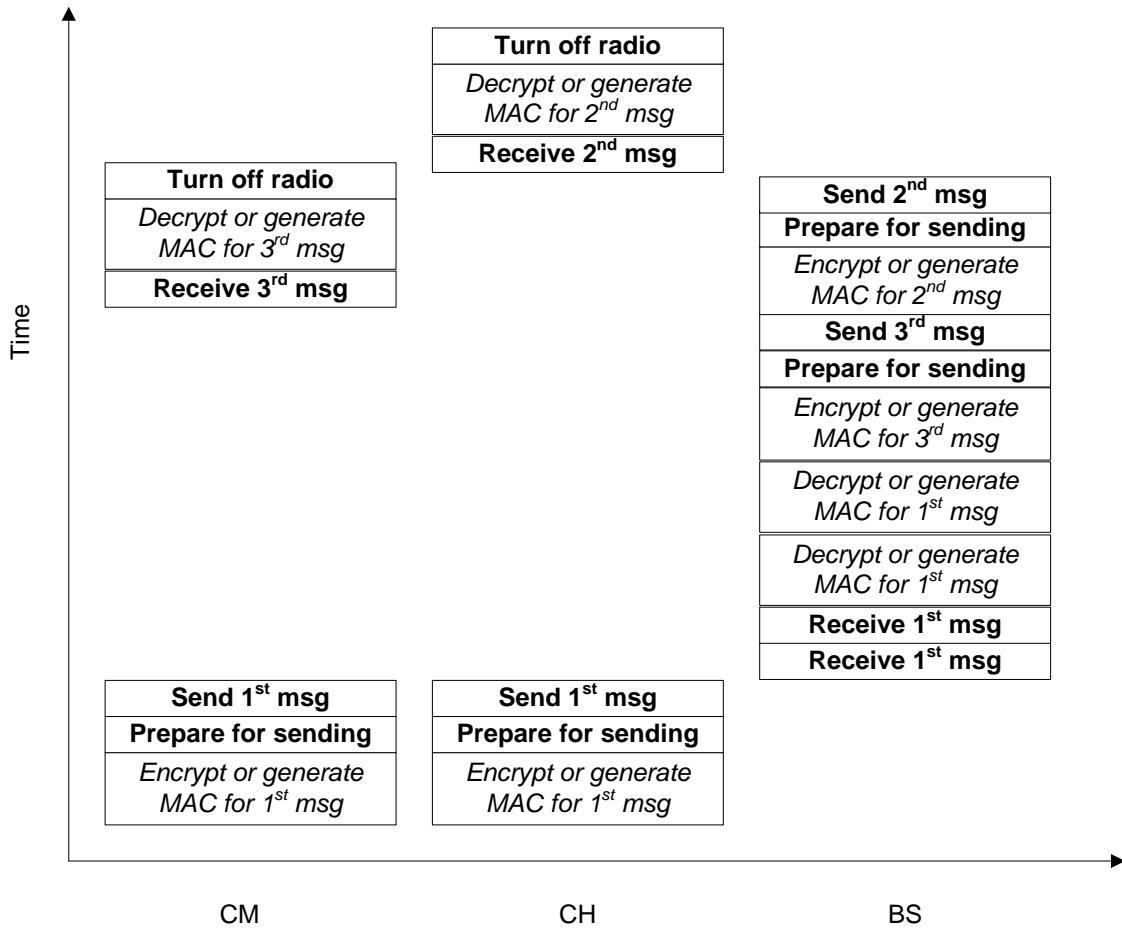 Turn off radio
Decrypt or generate
MAC for 2nd msg
Receive 2nd msg
Turn off radio
Decrypt or generate
MAC for 3rd msg
Receive 3rd msg
Send 2nd msg
Prepare for sending
Encrypt or generate
MAC for 2nd msg
Send 3rd msg
Prepare for sending
Encrypt or generate
MAC for 3rd msg
Decrypt or generate
MAC for 1st msg
Decrypt or generate
MAC for 1st msg
Receive 1st msg
Receive 1st msg
Time
Send 1st msg
Prepare for sending
Encrypt or generate
MAC for 1st msg
Send 1st msg
Prepare for sending
Encrypt or generate
MAC for 1st msg
CM
CH
BS